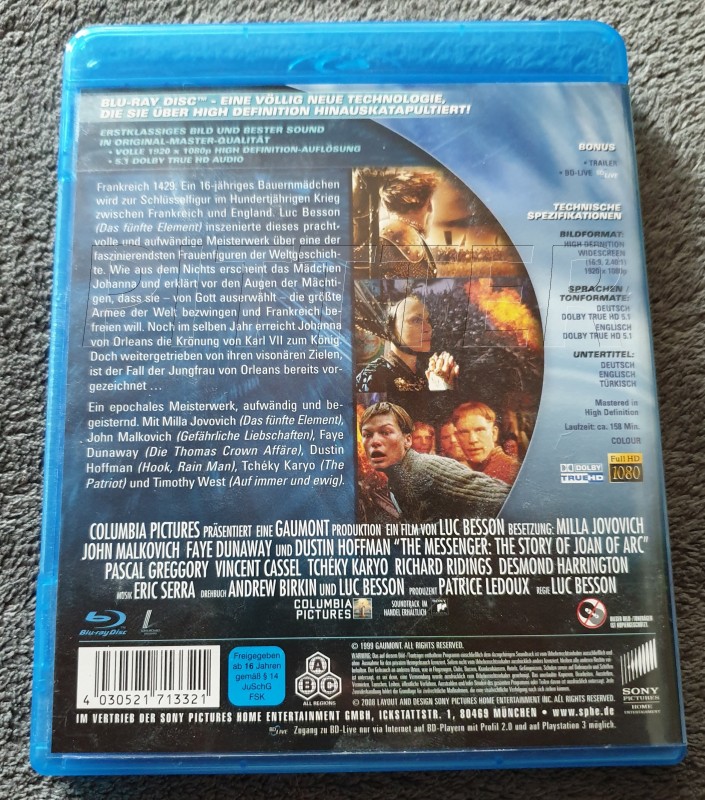 BLU-RAY DISC™ - EINE VÖLLIG NEUE TECHNOLOGIE,
DIE SIE ÜBER HIGH DEFINITION HINAUSKATAPULTIERT!
ERSTKLASSIGES BILD UND BESTER SOUND
IN ORIGINAL-MASTER-QUALITÄT
• VOLLE 1920 x 1080p HIGH DEFINITION-AUFLÖSUNG
• 5.1 DOLBY TRUE HD AUDIO
Frankreich 1429: Ein 16-jähriges Bauernmädchen
wird zur Schlüsselfigur im Hundertjährigen Krieg
zwischen Frankreich und England. Luc Besson
(Das fünfte Element) inszenierte dieses pracht-
volle und aufwändige Meisterwerk über eine der
faszinierendsten Frauenfiguren der Weltgeschich-
te. Wie aus dem Nichts erscheint das Mädchen
Johanna und erklärt vor den Augen der Mächti-
gen, dass sie – von Gott auserwählt – die größte
Armee der Welt bezwingen und Frankreich be-
freien will. Noch im selben Jahr erreicht Johanna
von Orleans die Krönung von Karl VII zum König.
Doch weitergetrieben von ihren visonären Zielen,
ist der Fall der Jungfrau von Orleans bereits vor-
gezeichnet ...
Ein epochales Meisterwerk, aufwändig und be-
geisternd. Mit Milla Jovovich (Das fünfte Element),
John Malkovich (Gefährliche Liebschaften), Faye
Dunaway (Die Thomas Crown Affäre), Dustin
Hoffman (Hook, Rain Man), Tchéky Karyo (The
Patriot) und Timothy West (Auf immer und ewig).
BONUS
• TRAILER
• BD-LIVE
TECHNISCHE
SPEZIFIKATIONEN
BILDFORMAT:
HIGH DEFINITION
WIDESCREEN
(16:9, 2.40:1)
1920 x 1080p
SPRACHEN /
TONFORMATE:
DEUTSCH
DOLBY TRUE HD 5.1
ENGLISCH
DOLBY TRUE HD 5.1
UNTERTITEL:
DEUTSCH
ENGLISCH
TÜRKISCH
Mastered in
High Definition
Laufzeit: ca. 158 Min.
COLOUR
DOLBY
TRUEHD
Full HD
1080
COLUMBIA PICTURES PRÄSENTIERT EINE GAUMONT PRODUKTION EIN FILM VON LUC BESSON BESETZUNG: MILLA JOVOVICH
JOHN MALKOVICH FAYE DUNAWAY UND DUSTIN HOFFMAN "THE MESSENGER: THE STORY OF JOAN OF ARC"
PASCAL GREGGORY VINCENT CASSEL TCHÉKY KARYO RICHARD RIDINGS DESMOND HARRINGTON
MUSIK ERIC SERRA DREHBUCH ANDREW BIRKIN UND LUC BESSON PRODUZENT PATRICE LEDOUX REGIE LUC BESSON
COLUMBIA
PICTURES
SOUNDTRACK IM
HANDEL ERHÄLTLICH
SONY
Blu-ray Disc
4 030521 713321
Freigegeben
ab 16 Jahren
gemäß § 14
JuSchG
FSK
ABC
ALL REGIONS
© 1999 GAUMONT. ALL RIGHTS RESERVED.
© 2008 LAYOUT AND DESIGN SONY PICTURES HOME ENTERTAINMENT INC. ALL RIGHTS RESERVED.
SONY
PICTURES
HOME
ENTERTAINMENT
IM VERTRIEB DER SONY PICTURES HOME ENTERTAINMENT GMBH, ICKSTATTSTR. 1, 80469 MÜNCHEN • www.sphe.de
Zugang zu BD-Live nur via Internet auf BD-Playern mit Profil 2.0 und auf Playstation 3 möglich.